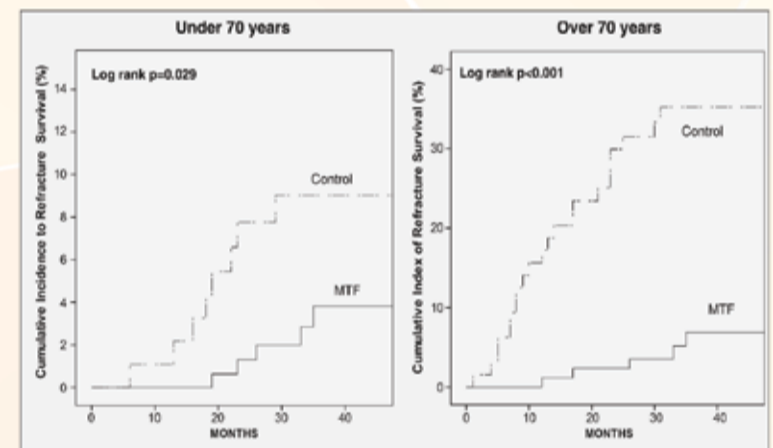 Under 70 years
Log rank p=0.029
Cumulative Incidence to Refracture Survival (%)
14
12
10
8
6
4
2
0
Control
MTF
0 10 20 30 40
MONTHS
Over 70 years
Log rank p<0.001
Cumulative Index of Refracture Survival (%)
40
30
20
10
0
Control
MTF
0 10 20 30 40
MONTHS